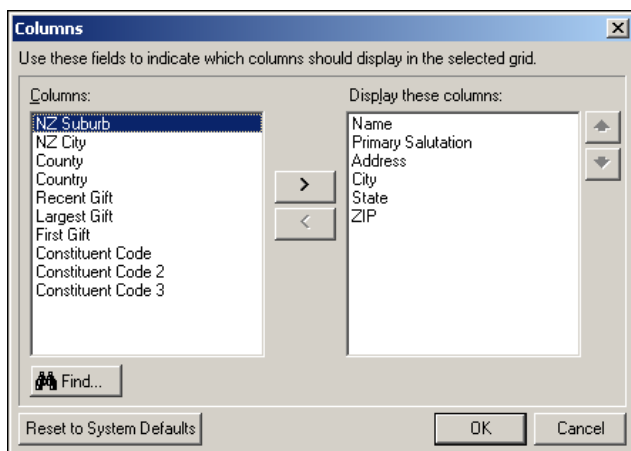 Columns
Use these fields to indicate which columns should display in the selected grid.
Columns:
NZ Suburb
NZ City
County
Country
Recent Gift
Largest Gift
First Gift
Constituent Code
Constituent Code 2
Constituent Code 3
Find...
>
<
Display these columns:
Name
Primary Salutation
Address
City
State
ZIP
Reset to System Defaults
OK
Cancel